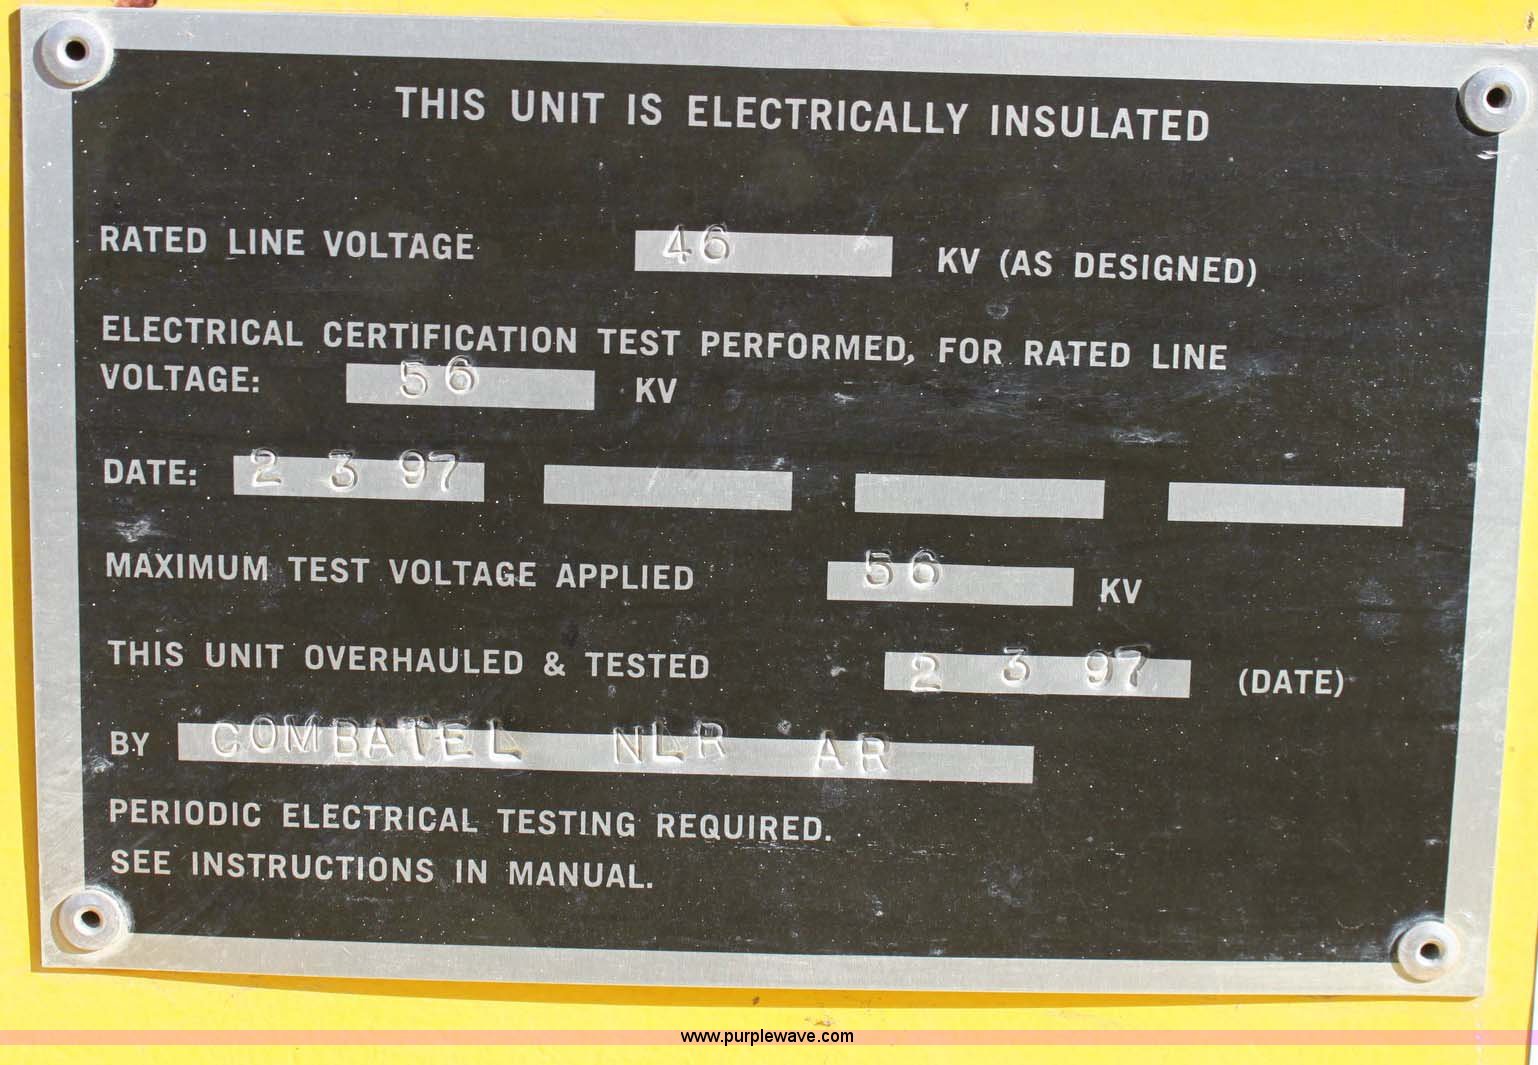 THIS UNIT IS ELECTRICALLY INSULATED
RATED LINE VOLTAGE 46 KV (AS DESIGNED)
ELECTRICAL CERTIFICATION TEST PERFORMED, FOR RATED LINE
VOLTAGE: 56 KV
DATE: 2 3 97
MAXIMUM TEST VOLTAGE APPLIED 56 KV
THIS UNIT OVERHAULED & TESTED 2 3 97 (DATE)
BY COMBATEL NLR AR
PERIODIC ELECTRICAL TESTING REQUIRED.
SEE INSTRUCTIONS IN MANUAL.
www.purplewave.com